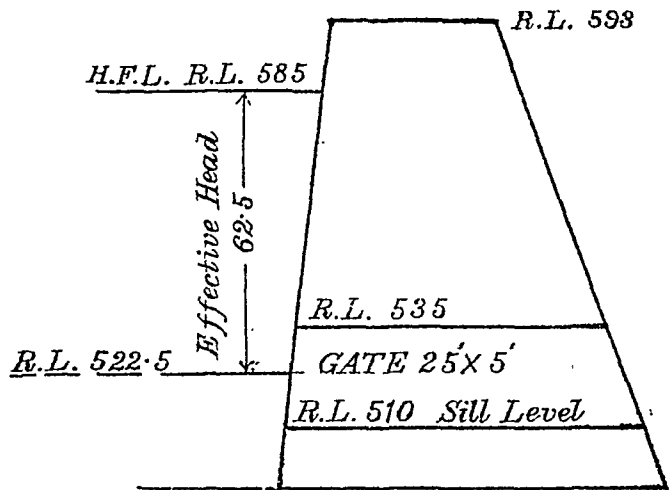 R.L. 593
H.F.L. R.L. 585
Effective Head
62·5
R.L. 535
R.L. 522·5
GATE 25'X 5'
R.L. 510 Sill Level